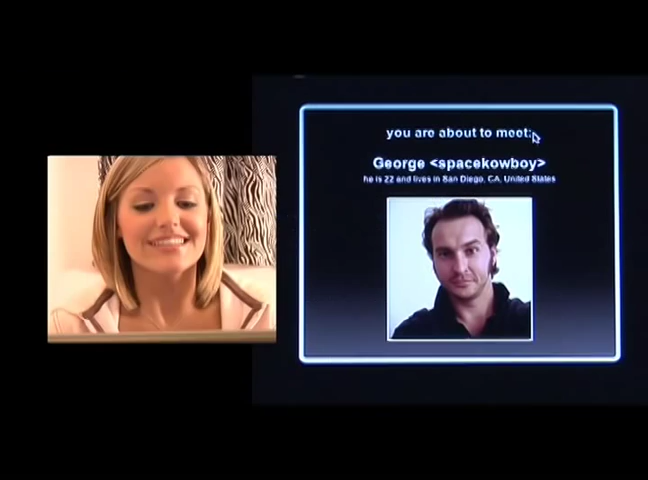 you are about to meet:
George <spacekowboy>
he is 22 and lives in San Diego, CA, United States